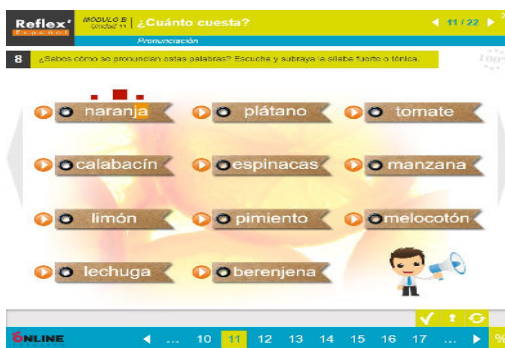 Reflex'
Español
MÓDULO B
Unidad 11
¿Cuánto cuesta?
11 / 22
Pronunciación
8 ¿Sabes cómo se pronuncian estas palabras? Escucha y subraya la sílaba fuerte o tónica.
100%
naranja plátano tomate
calabacín espinacas manzana
limón pimiento melocotón
lechuga berenjena
ONLINE
... 10 11 12 13 14 15 16 17 ... %